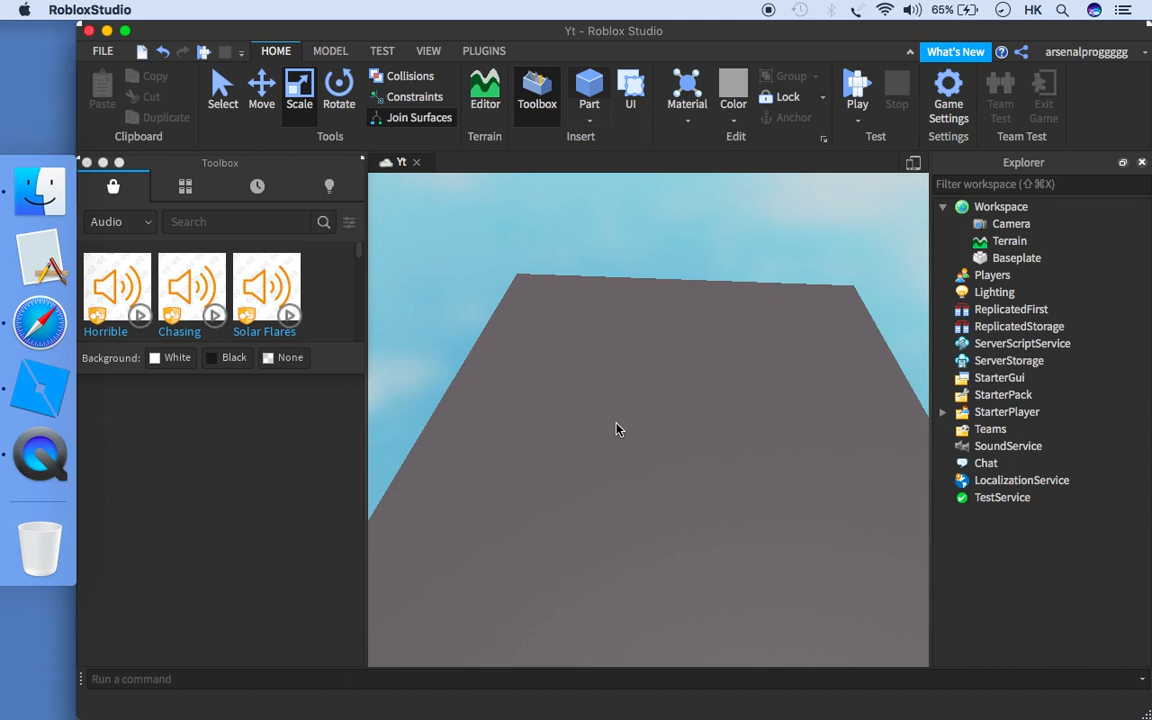 RobloxStudio
65%
HK
Yt - Roblox Studio
FILE
HOME
MODEL
TEST
VIEW
PLUGINS
What's New
arsenalproggggg
Paste
Copy
Cut
Duplicate
Clipboard
Select
Move
Scale
Rotate
Collisions
Constraints
Join Surfaces
Tools
Editor
Terrain
Toolbox
Part
UI
Insert
Material
Color
Group
Lock
Anchor
Edit
Play
Stop
Test
Game
Settings
Settings
Team
Test
Exit
Game
Team Test
Toolbox
Audio
Search
Horrible
Chasing
Solar Flares
Background:
White
Black
None
Yt
Explorer
Filter workspace (⇧⌘X)
Workspace
Camera
Terrain
Baseplate
Players
Lighting
ReplicatedFirst
ReplicatedStorage
ServerScriptService
ServerStorage
StarterGui
StarterPack
StarterPlayer
Teams
SoundService
Chat
LocalizationService
TestService
Run a command